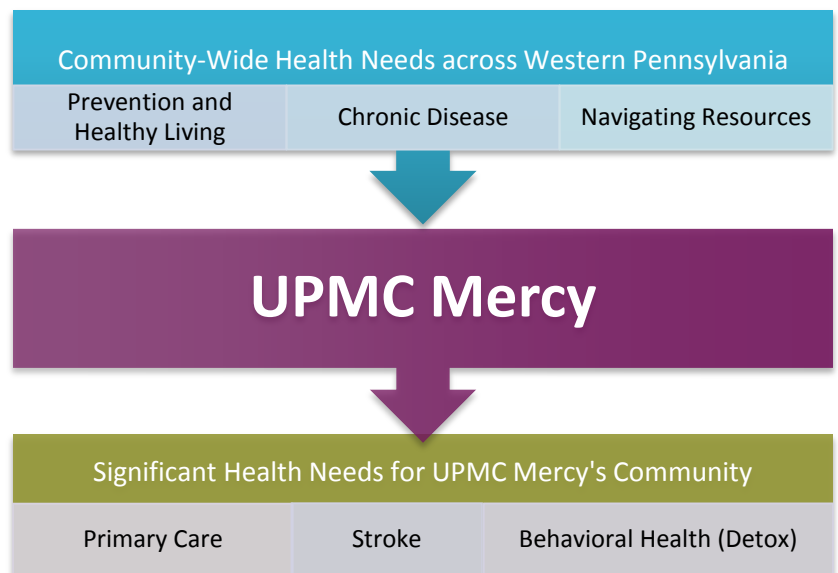 Community-Wide Health Needs across Western Pennsylvania
Prevention and
Healthy Living
Chronic Disease
Navigating Resources
UPMC Mercy
Significant Health Needs for UPMC Mercy's Community
Primary Care
Stroke
Behavioral Health (Detox)